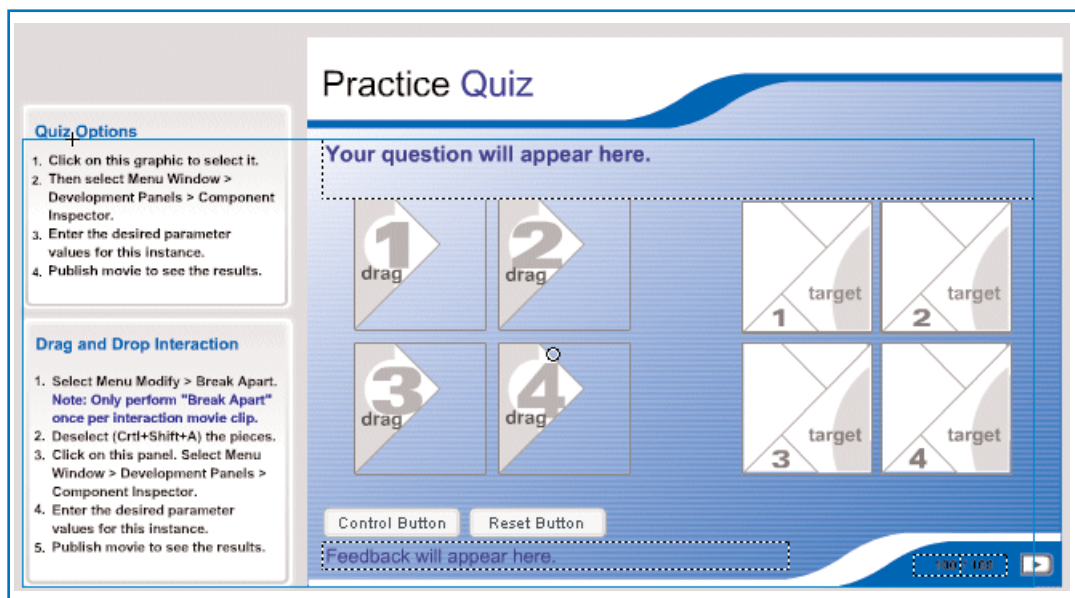 Practice Quiz
Quiz Options
1. Click on this graphic to select it.
2. Then select Menu Window >
Development Panels > Component
Inspector.
3. Enter the desired parameter
values for this instance.
4. Publish movie to see the results.
Drag and Drop Interaction
1. Select Menu Modify > Break Apart.
Note: Only perform "Break Apart"
once per interaction movie clip.
2. Deselect (Crtl+Shift+A) the pieces.
3. Click on this panel. Select Menu
Window > Development Panels >
Component Inspector.
4. Enter the desired parameter
values for this instance.
5. Publish movie to see the results.
Your question will appear here.
1 drag
2 drag
target 1
target 2
3 drag
4 drag
target 3
target 4
Control Button
Reset Button
Feedback will appear here.